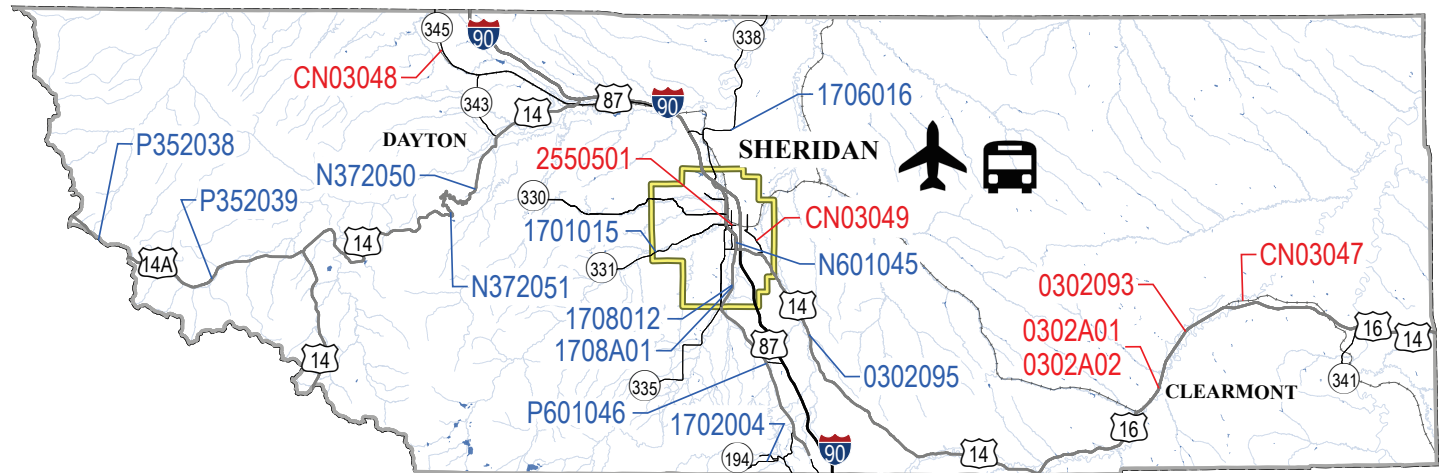 345
90
338
CN03048
343
14
87
90
1706016
DAYTON
SHERIDAN
P352038
2550501
N372050
P352039
330
CN03049
1701015
14
14A
331
N601045
CN03047
N372051
0302093
1708012
14
0302A01
16
14
1708A01
87
0302A02
14
335
0302095
341
CLEARMONT
P601046
1702004
16
194
90
14